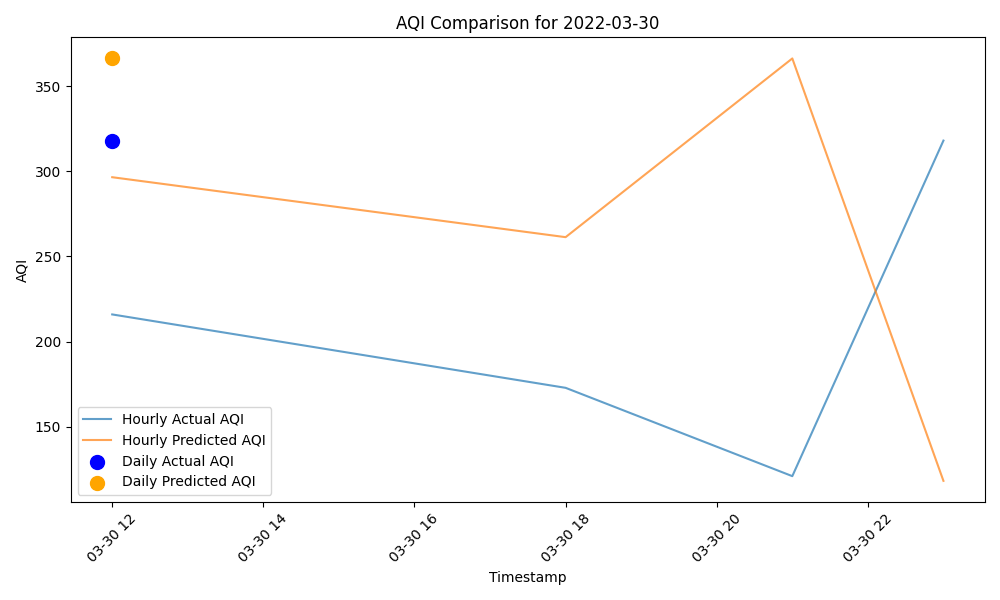 AQI Comparison for 2022-03-30
AQI
350
300
250
200
150
Hourly Actual AQI
Hourly Predicted AQI
Daily Actual AQI
Daily Predicted AQI
03-30 12
03-30 14
03-30 16
03-30 18
03-30 20
03-30 22
Timestamp